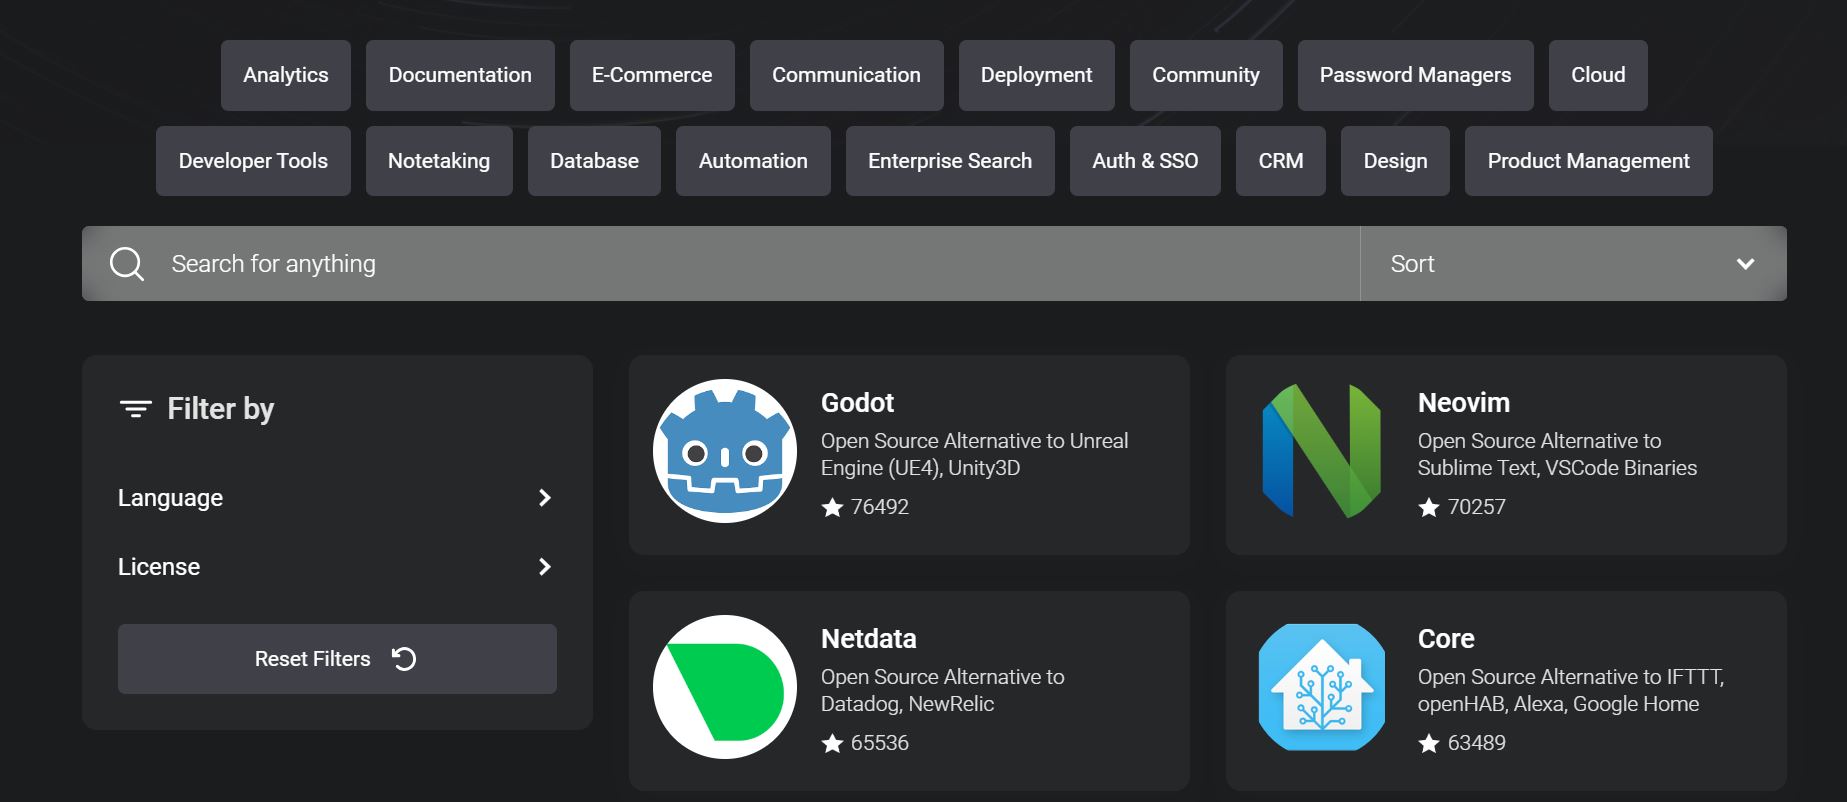 Analytics
Documentation
E-Commerce
Communication
Deployment
Community
Password Managers
Cloud
Developer Tools
Notetaking
Database
Automation
Enterprise Search
Auth & SSO
CRM
Design
Product Management
Search for anything
Sort
Filter by
Language
License
Reset Filters
Godot
Open Source Alternative to Unreal
Engine (UE4), Unity3D
76492
Neovim
Open Source Alternative to
Sublime Text, VSCode Binaries
70257
Netdata
Open Source Alternative to
Datadog, NewRelic
65536
Core
Open Source Alternative to IFTTT,
openHAB, Alexa, Google Home
63489